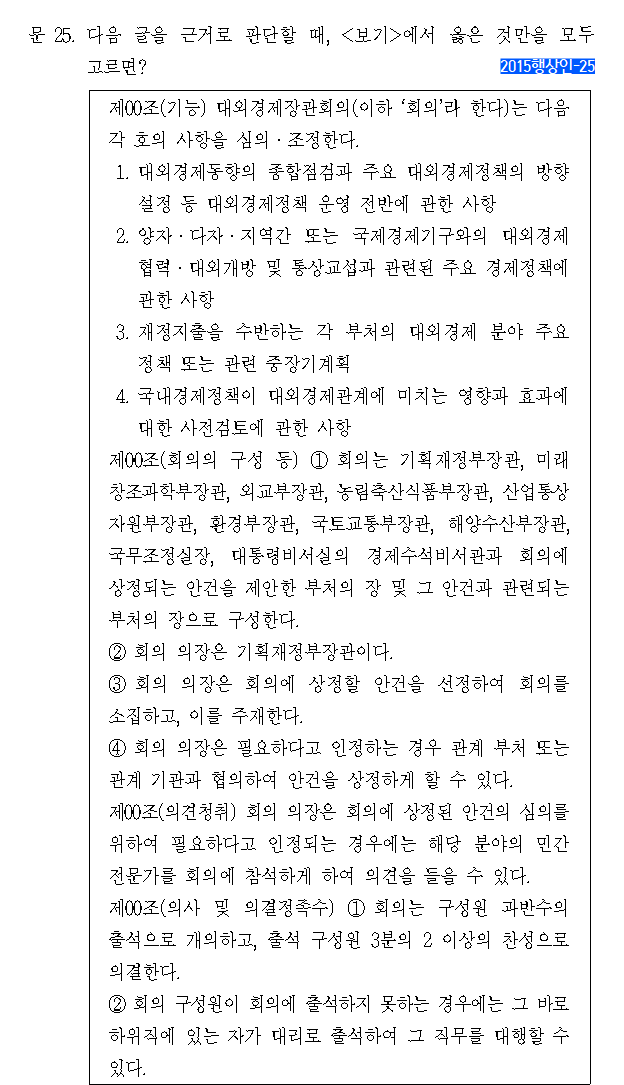 문 25. 다음 글을 근거로 판단할 때, <보기>에서 옳은 것만을 모두
고르면?
2015행상인-25
제00조(기능) 대외경제장관회의(이하 ‘회의’라 한다)는 다음
각 호의 사항을 심의·조정한다.
1. 대외경제동향의 종합점검과 주요 대외경제정책의 방향
설정 등 대외경제정책 운영 전반에 관한 사항
2. 양자·다자·지역간 또는 국제경제기구와의 대외경제
협력·대외개방 및 통상교섭과 관련된 주요 경제정책에
관한 사항
3. 재정지출을 수반하는 각 부처의 대외경제 분야 주요
정책 또는 관련 중장기계획
4. 국내경제정책이 대외경제관계에 미치는 영향과 효과에
대한 사전검토에 관한 사항
제00조(회의의 구성 등) ① 회의는 기획재정부장관, 미래
창조과학부장관, 외교부장관, 농림축산식품부장관, 산업통상
자원부장관, 환경부장관, 국토교통부장관, 해양수산부장관,
국무조정실장, 대통령비서실의 경제수석비서관과 회의에
상정되는 안건을 제안한 부처의 장 및 그 안건과 관련되는
부처의 장으로 구성한다.
② 회의 의장은 기획재정부장관이다.
③ 회의 의장은 회의에 상정할 안건을 선정하여 회의를
소집하고, 이를 주재한다.
④ 회의 의장은 필요하다고 인정하는 경우 관계 부처 또는
관계 기관과 협의하여 안건을 상정하게 할 수 있다.
제00조(의견청취) 회의 의장은 회의에 상정된 안건의 심의를
위하여 필요하다고 인정되는 경우에는 해당 분야의 민간
전문가를 회의에 참석하게 하여 의견을 들을 수 있다.
제00조(의사 및 의결정족수) ① 회의는 구성원 과반수의
출석으로 개의하고, 출석 구성원 3분의 2 이상의 찬성으로
의결한다.
② 회의 구성원이 회의에 출석하지 못하는 경우에는 그 바로
하위직에 있는 자가 대리로 출석하여 그 직무를 대행할 수
있다.